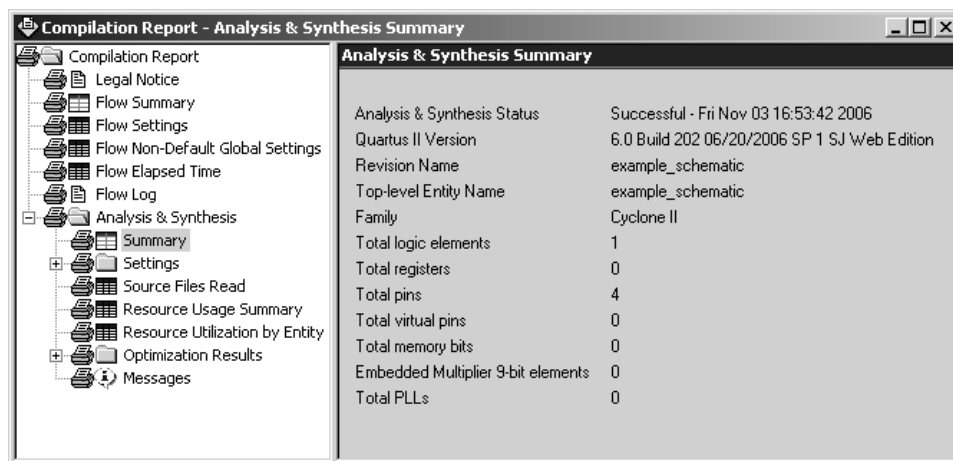 Compilation Report - Analysis & Synthesis Summary
Compilation Report
Legal Notice
Flow Summary
Flow Settings
Flow Non-Default Global Settings
Flow Elapsed Time
Flow Log
Analysis & Synthesis
Summary
Settings
Source Files Read
Resource Usage Summary
Resource Utilization by Entity
Optimization Results
Messages
Analysis & Synthesis Summary
Analysis & Synthesis Status Successful - Fri Nov 03 16:53:42 2006
Quartus II Version 6.0 Build 202 06/20/2006 SP 1 SJ Web Edition
Revision Name example_schematic
Top-level Entity Name example_schematic
Family Cyclone II
Total logic elements 1
Total registers 0
Total pins 4
Total virtual pins 0
Total memory bits 0
Embedded Multiplier 9-bit elements 0
Total PLLs 0